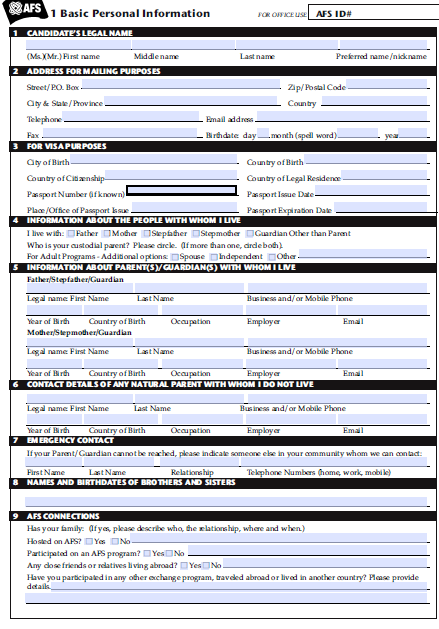 AFS 1 Basic Personal Information FOR OFFICE USE AFS ID#
1 CANDIDATE'S LEGAL NAME
(Ms.)(Mr.) First name Middle name Last name Preferred name/nickname
2 ADDRESS FOR MAILING PURPOSES
Street/P.O. Box Zip/Postal Code
City & State/Province Country
Telephone Email address
Fax Birthdate: day month (spell word) year
3 FOR VISA PURPOSES
City of Birth Country of Birth
Country of Citizenship Country of Legal Residence
Passport Number (if known) Passport Issue Date
Place/Office of Passport Issue Passport Expiration Date
4 INFORMATION ABOUT THE PEOPLE WITH WHOM I LIVE
I live with: Father Mother Stepfather Stepmother Guardian Other than Parent
Who is your custodial parent? Please circle. (If more than one, circle both).
For Adult Programs - Additional options: Spouse Independent Other
5 INFORMATION ABOUT PARENT(S)/GUARDIAN(S) WITH WHOM I LIVE
Father/Stepfather/Guardian
Legal name: First Name Last Name Business and/or Mobile Phone
Year of Birth Country of Birth Occupation Employer Email
Mother/Stepmother/Guardian
Legal name: First Name Last Name Business and/or Mobile Phone
Year of Birth Country of Birth Occupation Employer Email
6 CONTACT DETAILS OF ANY NATURAL PARENT WITH WHOM I DO NOT LIVE
Legal name: First Name Last Name Business and/or Mobile Phone
Year of Birth Country of Birth Occupation Employer Email
7 EMERGENCY CONTACT
If your Parent/Guardian cannot be reached, please indicate someone else in your community whom we can contact:
First Name Last Name Relationship Telephone Numbers (home, work, mobile)
8 NAMES AND BIRTHDATES OF BROTHERS AND SISTERS
9 AFS CONNECTIONS
Has your family: (If yes, please describe who, the relationship, where and when.)
Hosted on AFS? Yes No
Participated on an AFS program? Yes No
Any close friends or relatives living abroad? Yes No
Have you participated in any other exchange program, traveled abroad or lived in another country? Please provide
details.